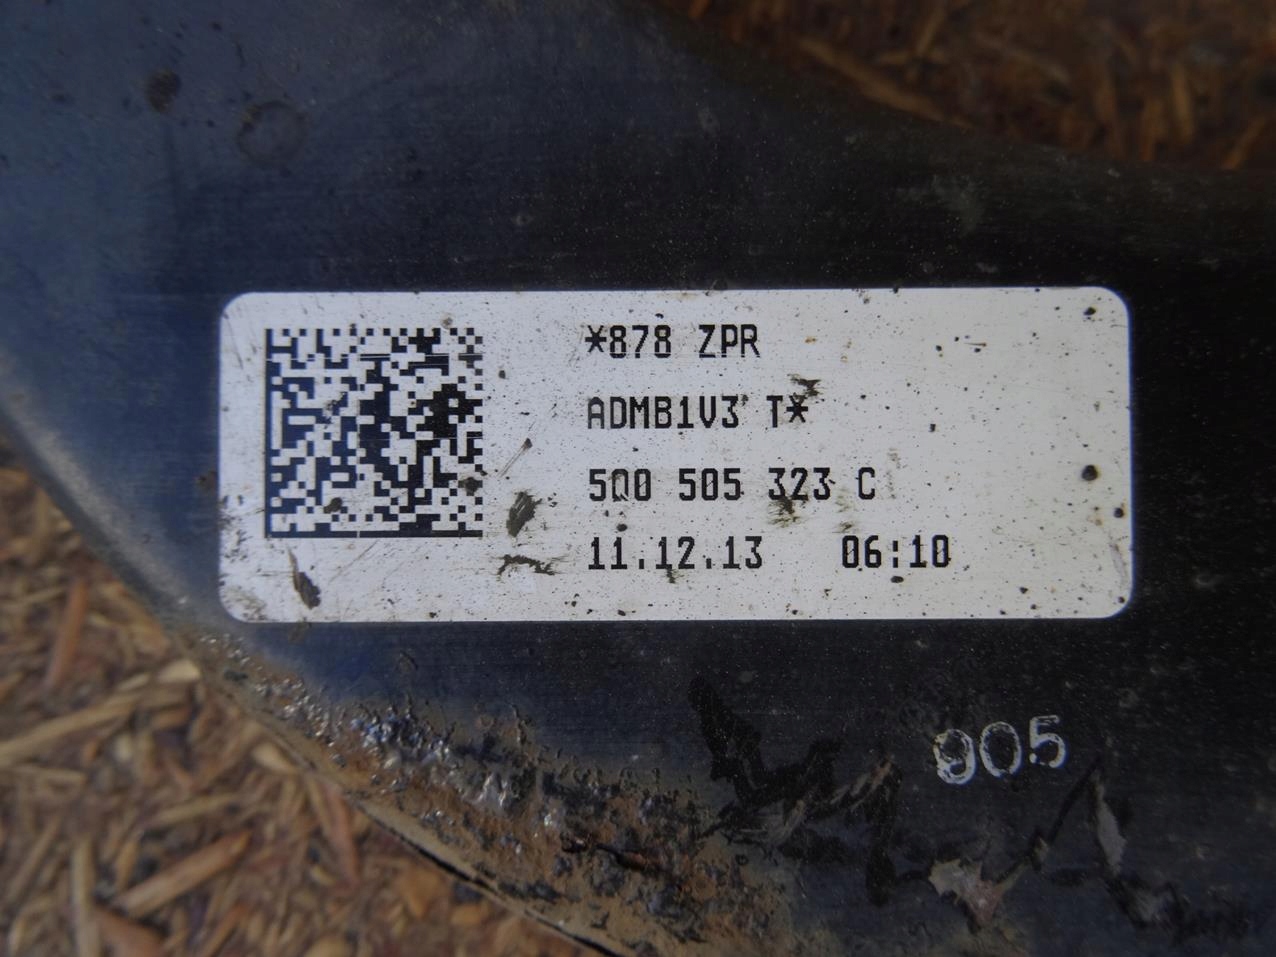 *878 ZPR
ADMB1V3 T*
5Q0 505 323 C
11.12.13 06:10
905